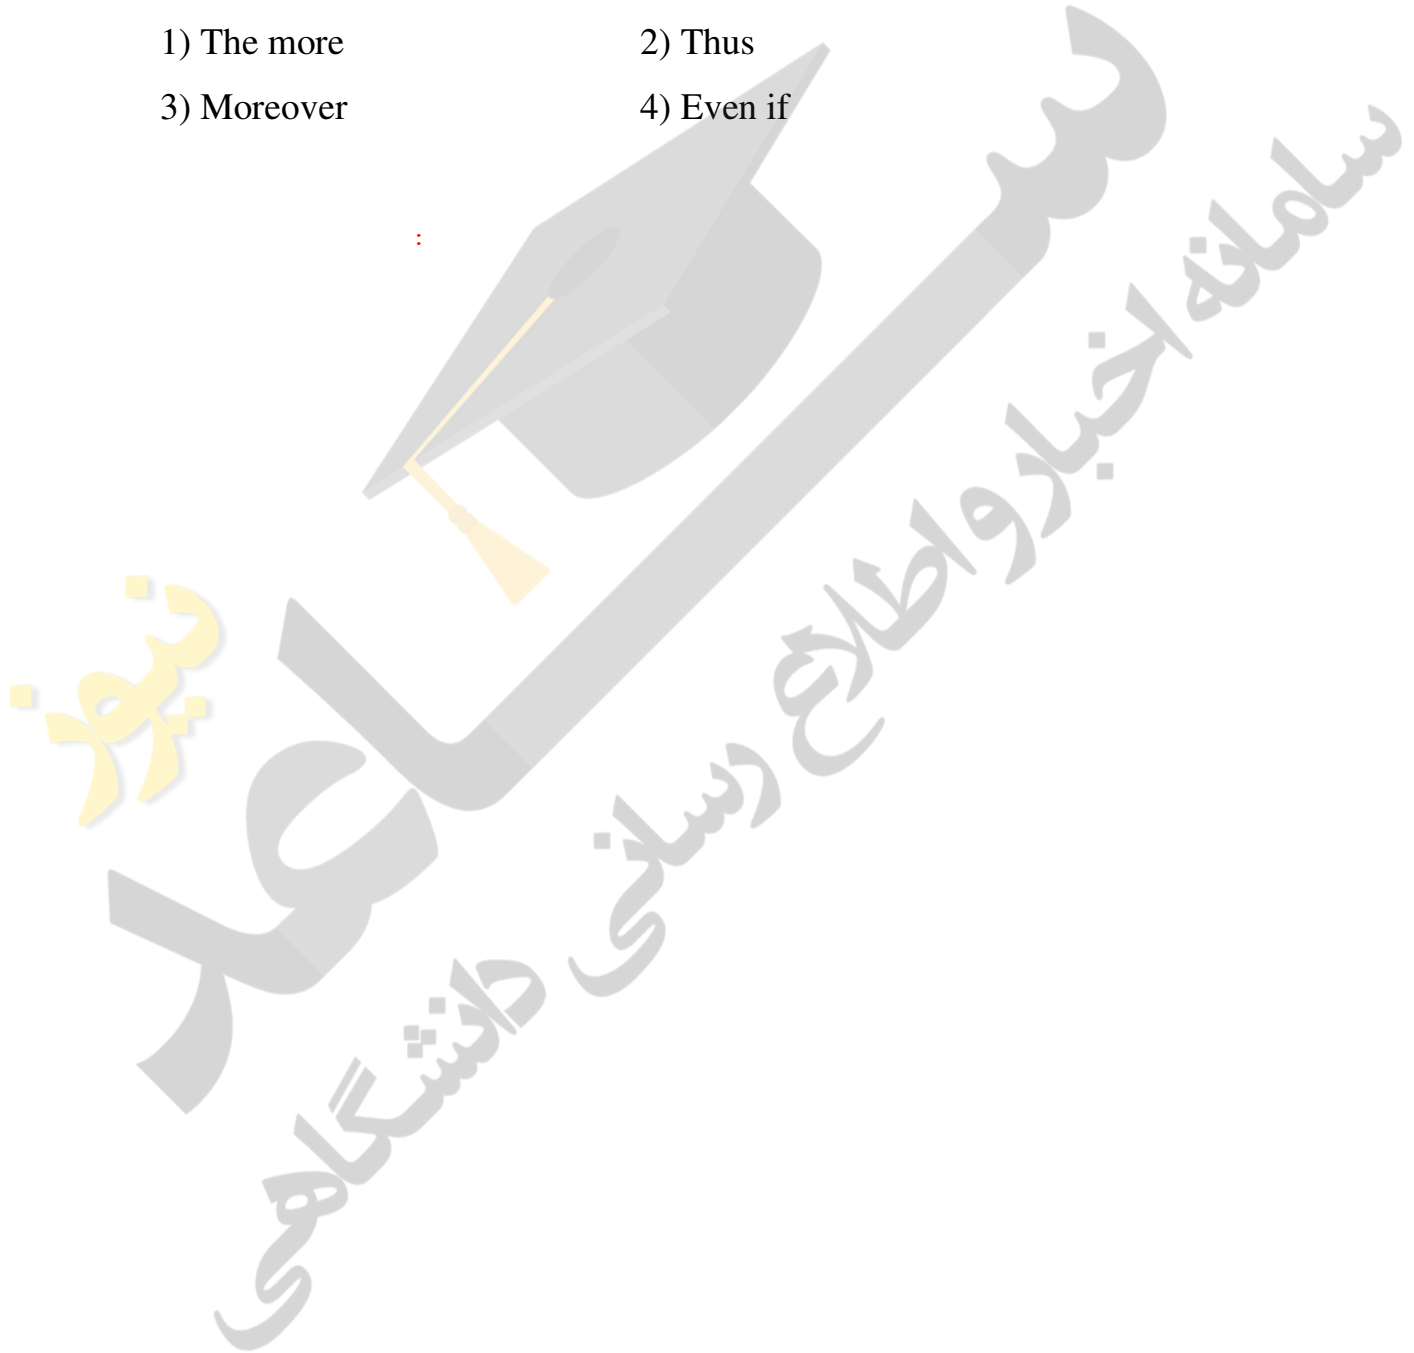 1) The more 2) Thus
3) Moreover 4) Even if
:
ساعد
نیوز
سامانه اخبار و اطلاع رسانی دانشگاهی